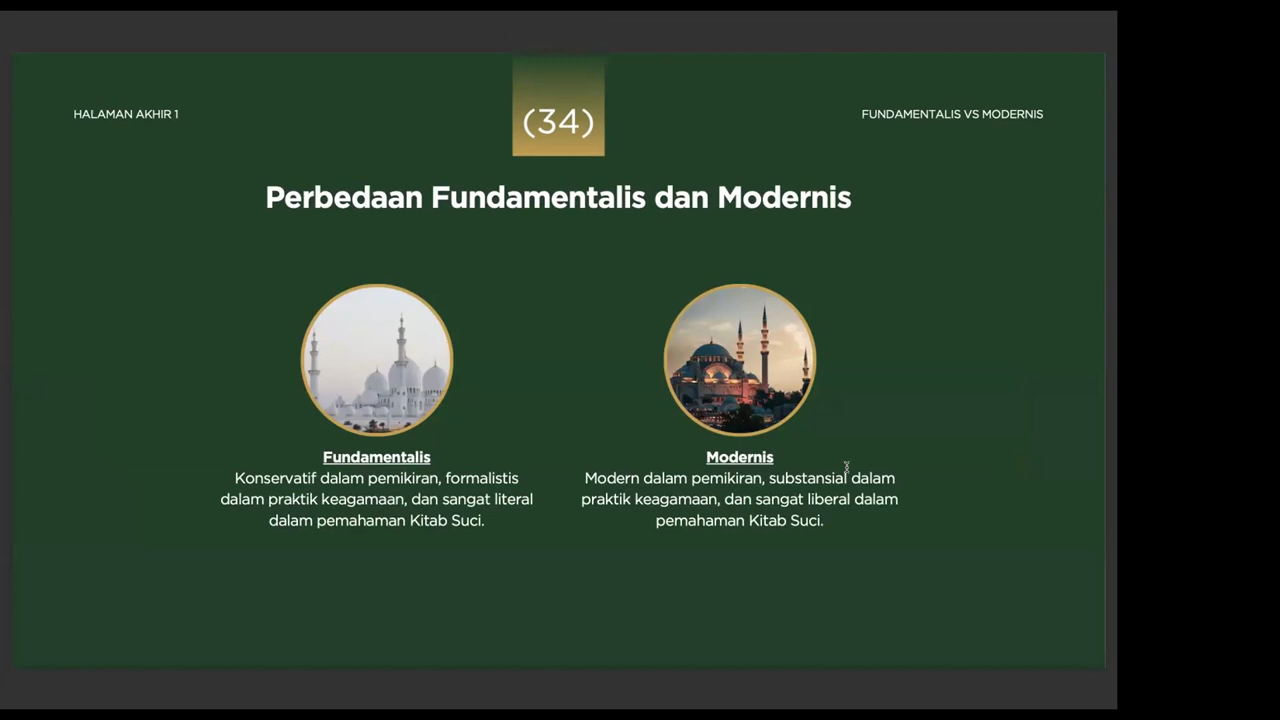 HALAMAN AKHIR 1
(34)
FUNDAMENTALIS VS MODERNIS
Perbedaan Fundamentalis dan Modernis
Fundamentalis
Konservatif dalam pemikiran, formalistis
dalam praktik keagamaan, dan sangat literal
dalam pemahaman Kitab Suci.
Modernis
Modern dalam pemikiran, substansial dalam
praktik keagamaan, dan sangat liberal dalam
pemahaman Kitab Suci.